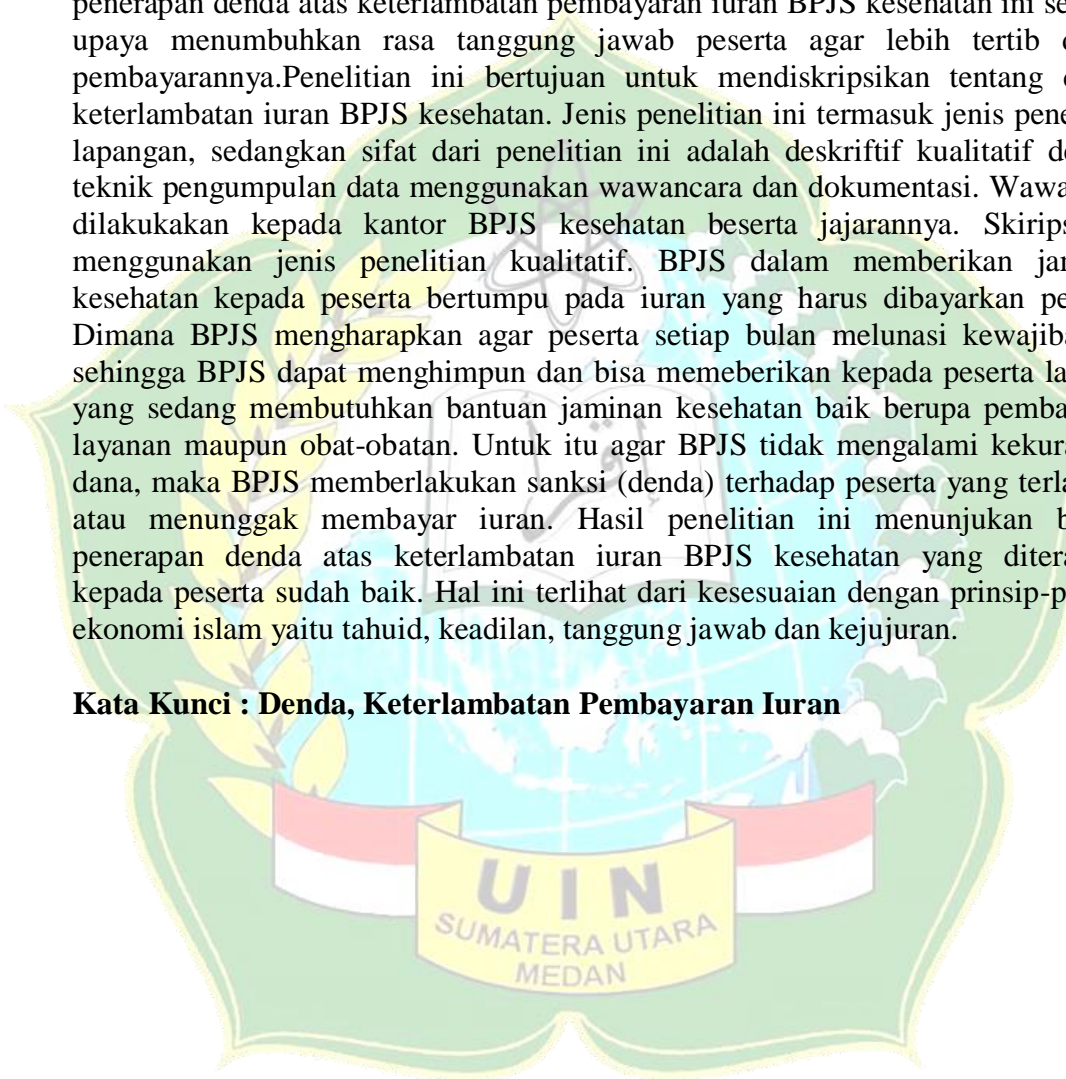 penerapan denda atas keterlambatan pembayaran iuran BPJS kesehatan ini se
upaya menumbuhkan rasa tanggung jawab peserta agar lebih tertib
pembayarannya.Penelitian ini bertujuan untuk mendiskripsikan tentang
keterlambatan iuran BPJS kesehatan. Jenis penelitian ini termasuk jenis pene
lapangan, sedangkan sifat dari penelitian ini adalah deskriftif kualitatif de
teknik pengumpulan data menggunakan wawancara dan dokumentasi. Wawa
dilakukakan kepada kantor BPJS kesehatan beserta jajarannya. Skirips
menggunakan jenis penelitian kualitatif. BPJS dalam memberikan jan
kesehatan kepada peserta bertumpu pada iuran yang harus dibayarkan pe
Dimana BPJS mengharapkan agar peserta setiap bulan melunasi kewajiba
sehingga BPJS dapat menghimpun dan bisa memeberikan kepada peserta la
yang sedang membutuhkan bantuan jaminan kesehatan baik berupa pemba
layanan maupun obat-obatan. Untuk itu agar BPJS tidak mengalami kekura
dana, maka BPJS memberlakukan sanksi (denda) terhadap peserta yang terla
atau menunggak membayar iuran. Hasil penelitian ini menunjukan b
penerapan denda atas keterlambatan iuran BPJS kesehatan yang ditera
kepada peserta sudah baik. Hal ini terlihat dari kesesuaian dengan prinsip-p
ekonomi islam yaitu tahuid, keadilan, tanggung jawab dan kejujuran.
Kata Kunci : Denda, Keterlambatan Pembayaran Iuran
اقرأ
UIN
SUMATERA UTARA
MEDAN